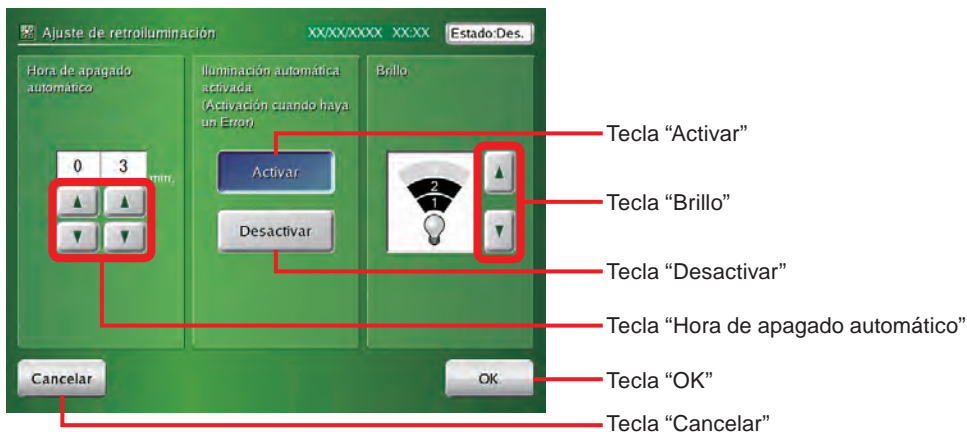 Ajuste de retroiluminación
XX/XX/XXXX XX:XX
Estado:Des.
Hora de apagado
automático
0 3
min.
Iluminación automática
activada
(Activación cuando haya
un Error)
Activar
Desactivar
Brillo
2
1
Cancelar
OK
Tecla “Activar”
Tecla “Brillo”
Tecla “Desactivar”
Tecla “Hora de apagado automático”
Tecla “OK”
Tecla “Cancelar”